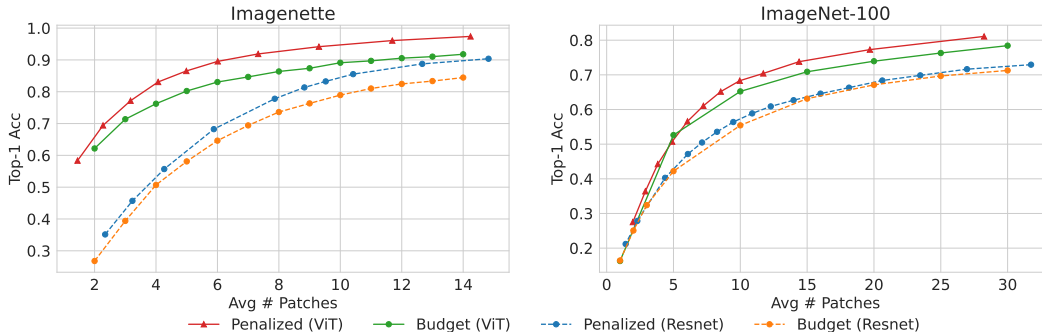 Imagenette
1.0
0.9
0.8
0.7
0.6
0.5
0.4
0.3
Top-1 Acc
2 4 6 8 10 12 14
Avg # Patches
ImageNet-100
0.8
0.7
0.6
0.5
0.4
0.3
0.2
Top-1 Acc
0 5 10 15 20 25 30
Avg # Patches
Penalized (ViT) Budget (ViT) Penalized (Resnet) Budget (Resnet)